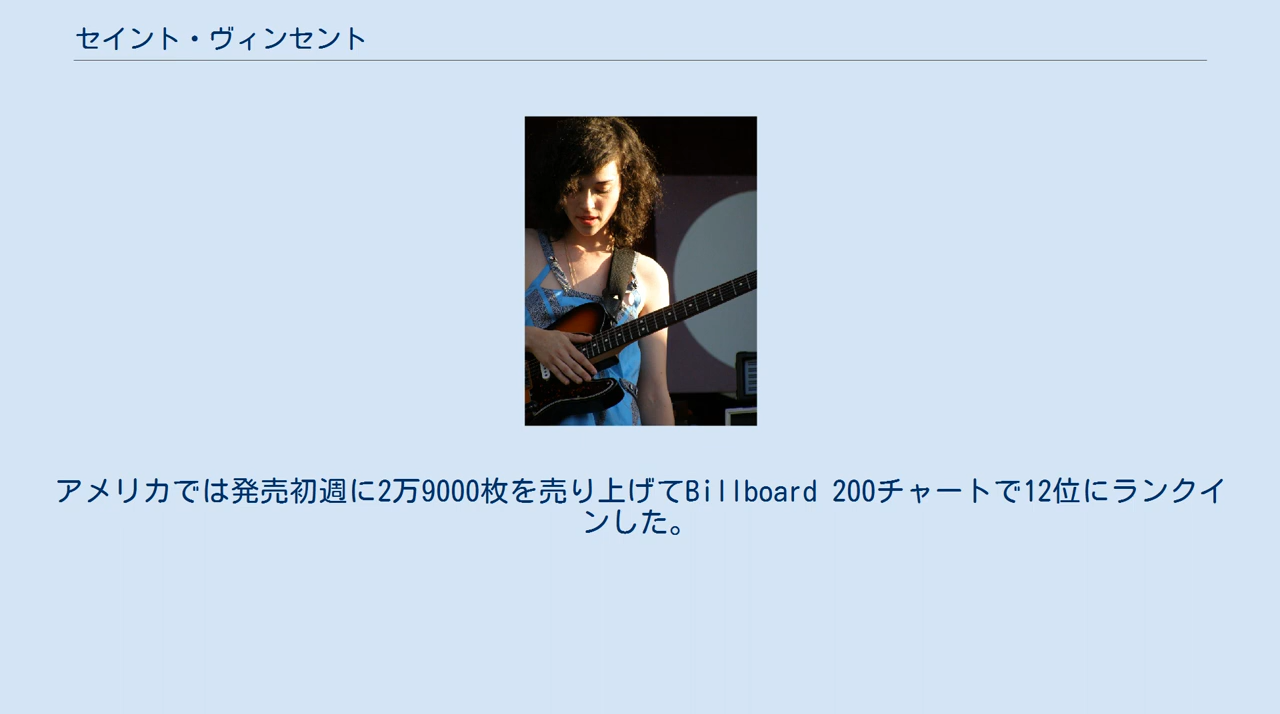 セイント・ヴィンセント
アメリカでは発売初週に2万9000枚を売り上げてBillboard 200チャートで12位にランクイ
ンした。